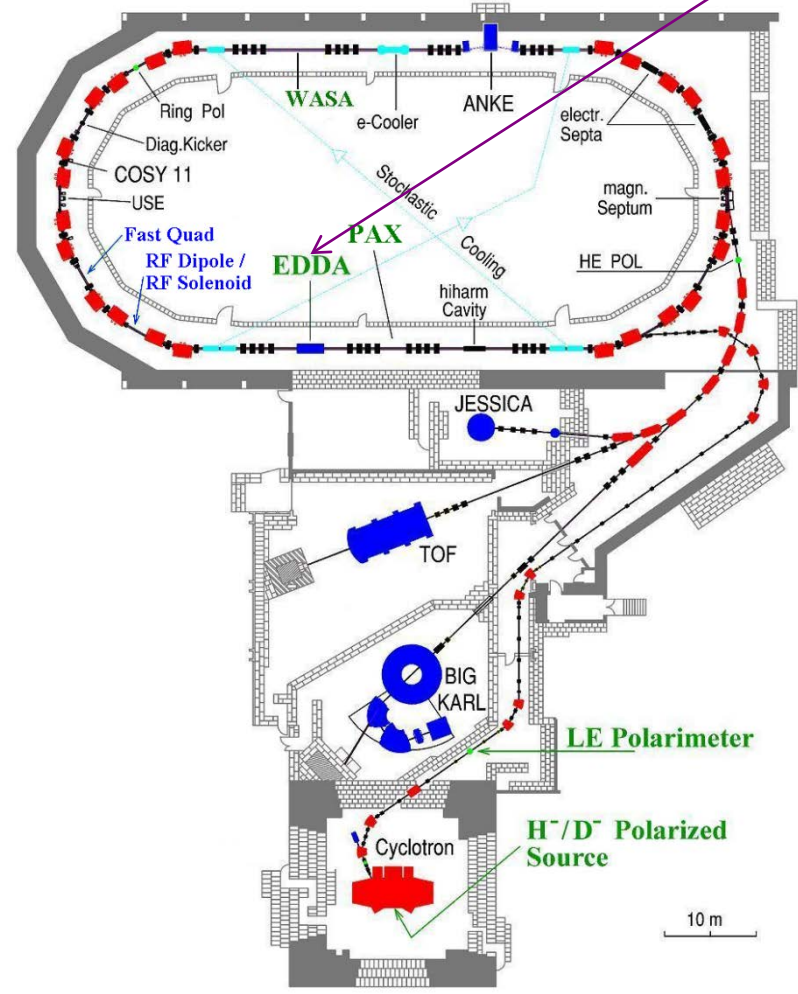 WASA
e-Cooler
ANKE
electr.
Septa
Ring Pol
Diag.Kicker
COSY 11
USE
magn.
Septum
Stochastic
Cooling
Fast Quad
RF Dipole /
RF Solenoid
PAX
EDDA
HE POL
hiharm
Cavity
JESSICA
TOF
BIG
KARL
LE Polarimeter
H⁻/D⁻ Polarized
Source
Cyclotron
10 m